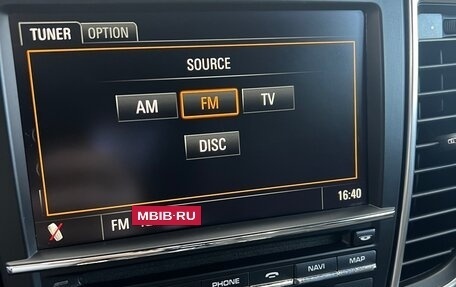 TUNER OPTION
SOURCE
AM FM TV
DISC
FM
MBIB-RU
16:40
PHONE NAVI MAP